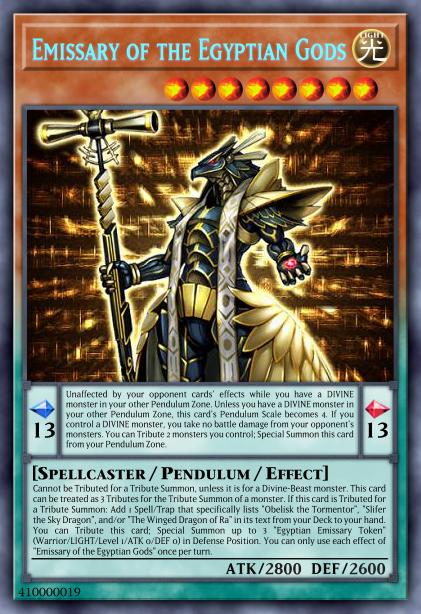 Emissary of the Egyptian Gods
LIGHT
光
Unaffected by your opponent cards' effects while you have a DIVINE
monster in your other Pendulum Zone. Unless you have a DIVINE monster in
your other Pendulum Zone, this card's Pendulum Scale becomes 4. If you
control a DIVINE monster, you take no battle damage from your opponent's
monsters. You can Tribute 2 monsters you control; Special Summon this card
from your Pendulum Zone.
13
13
[Spellcaster / Pendulum / Effect]
Cannot be Tributed for a Tribute Summon, unless it is for a Divine-Beast monster. This card
can be treated as 3 Tributes for the Tribute Summon of a monster. If this card is Tributed for
a Tribute Summon: Add 1 Spell/Trap that specifically lists "Obelisk the Tormentor", "Slifer
the Sky Dragon", and/or "The Winged Dragon of Ra" in its text from your Deck to your hand.
You can Tribute this card; Special Summon up to 3 "Egyptian Emissary Token"
(Warrior/LIGHT/Level 1/ATK 0/DEF 0) in Defense Position. You can only use each effect of
"Emissary of the Egyptian Gods" once per turn.
ATK/2800 DEF/2600
410000019